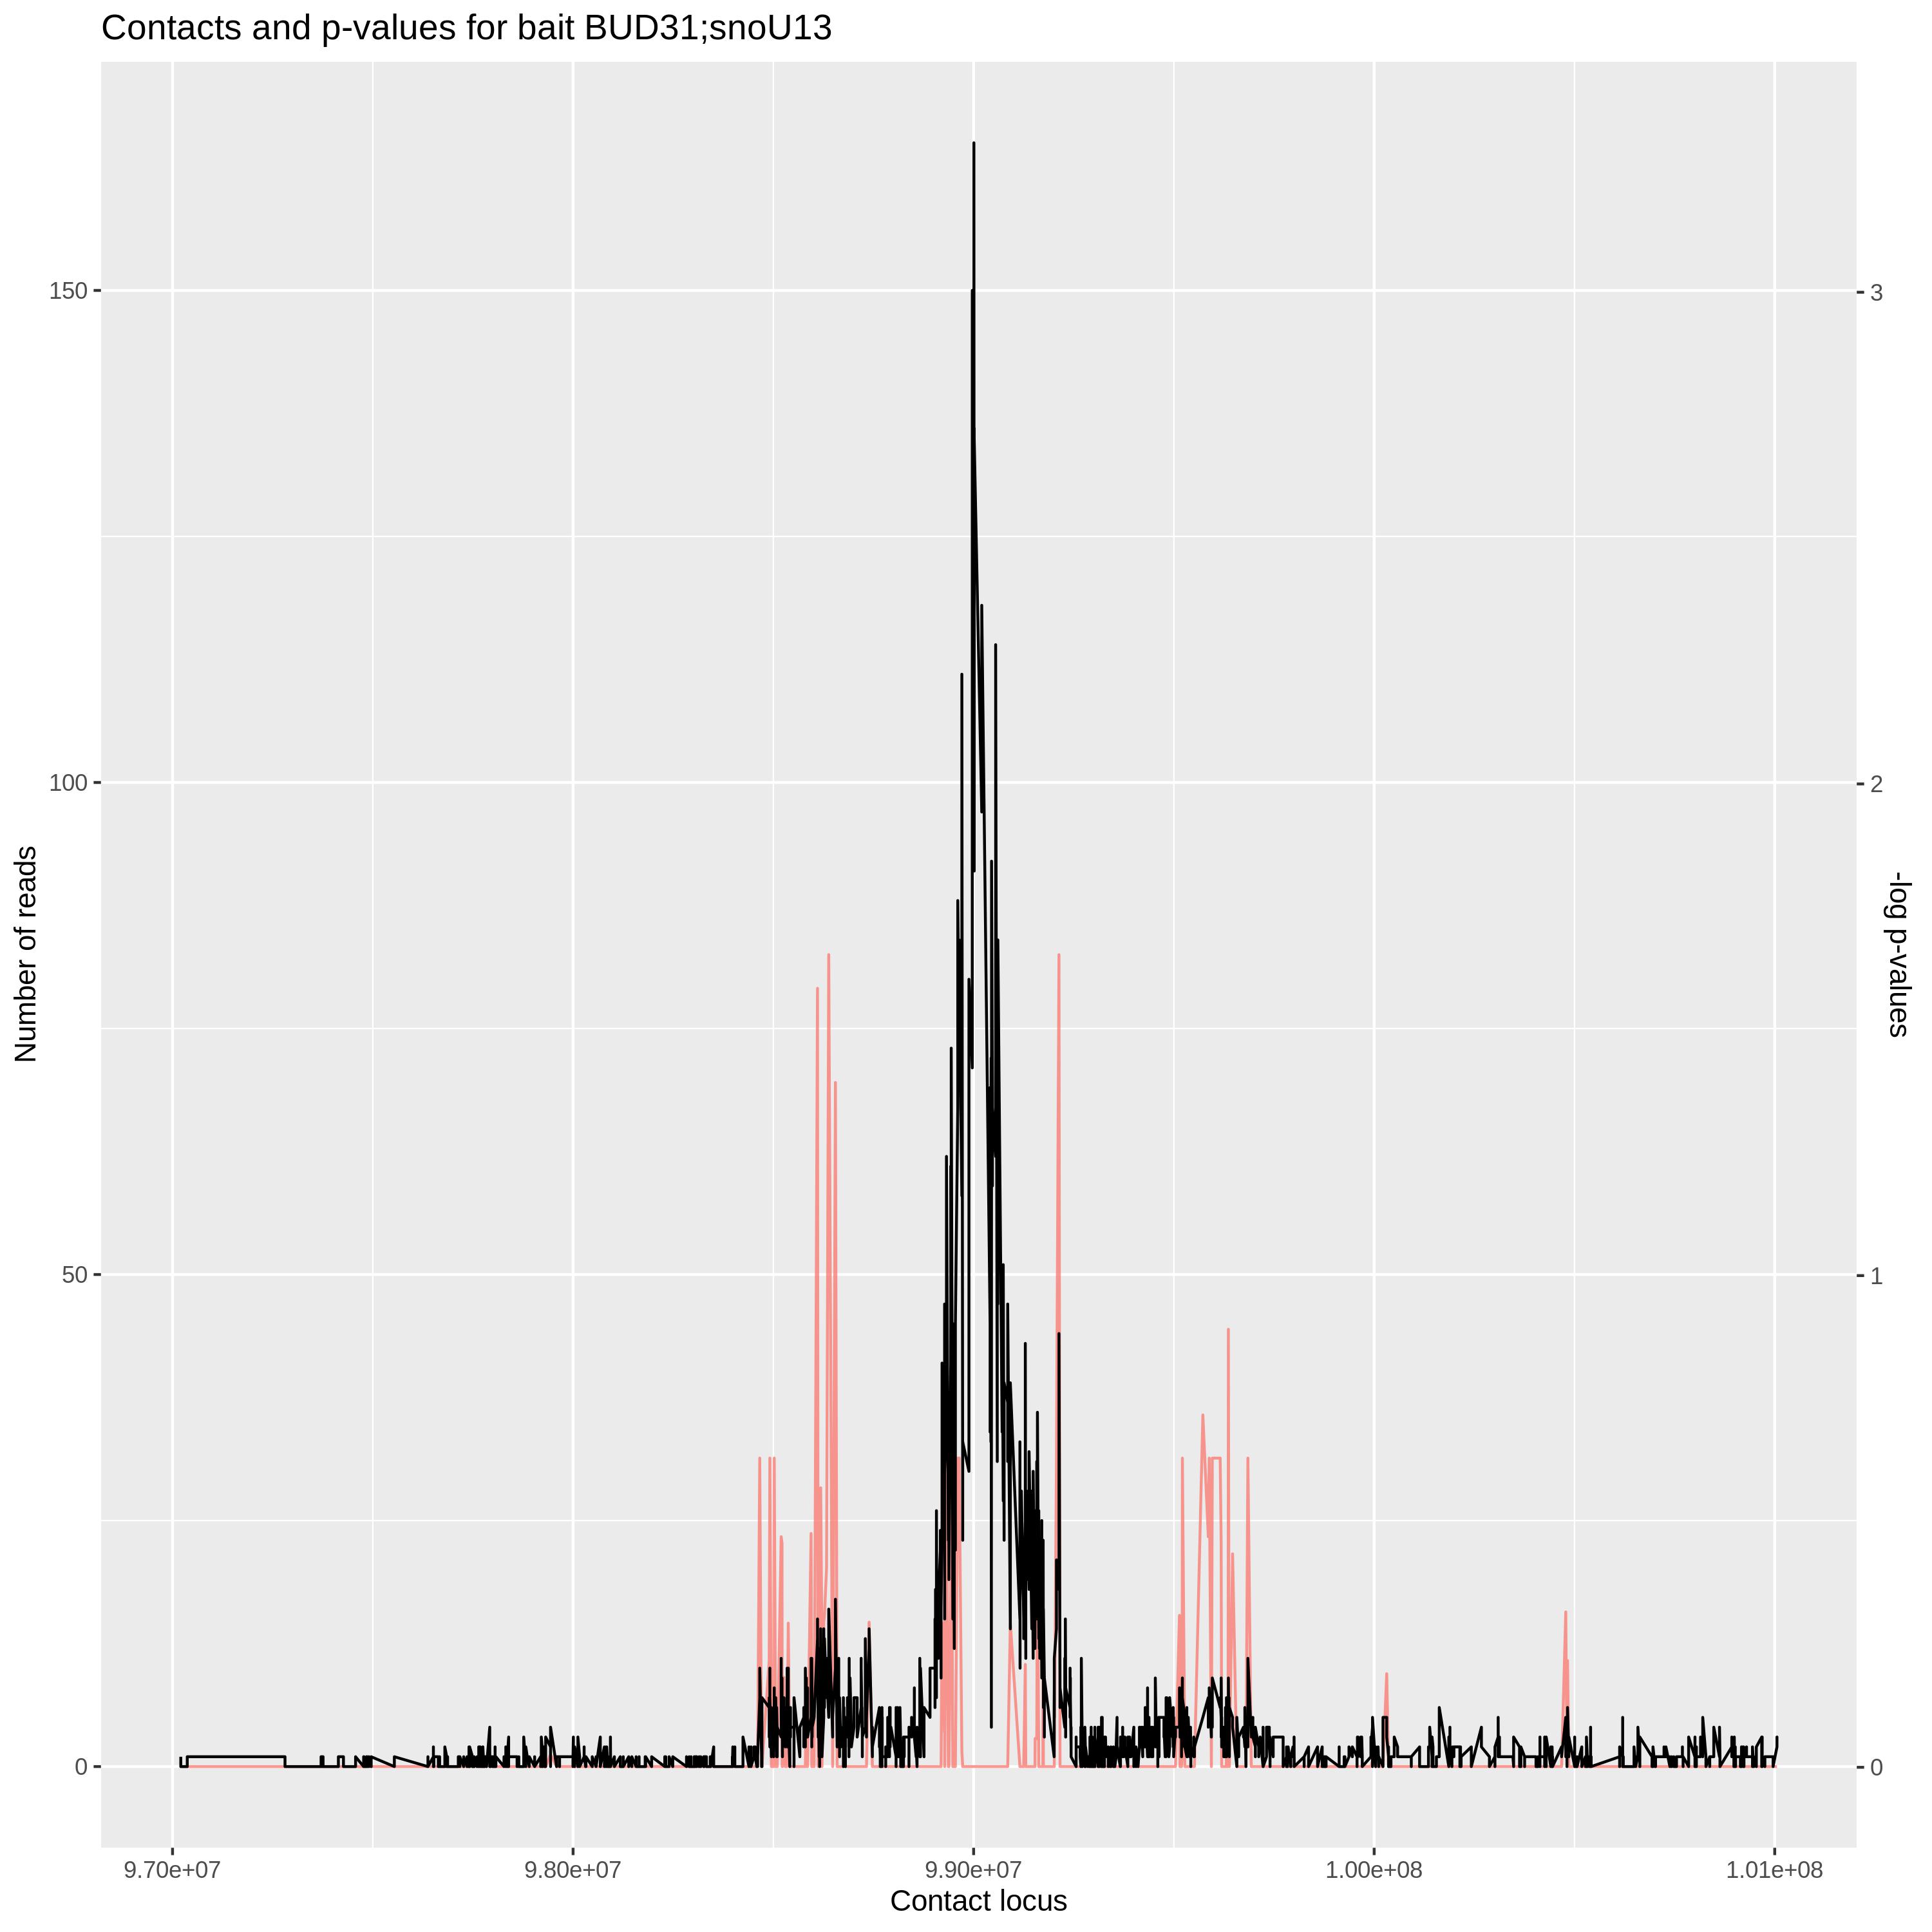 Contacts and p-values for bait BUD31;snoU13
150
100
50
0
Number of reads
3
2
1
0
-log p-values
9.70e+07
9.80e+07
9.90e+07
1.00e+08
1.01e+08
Contact locus